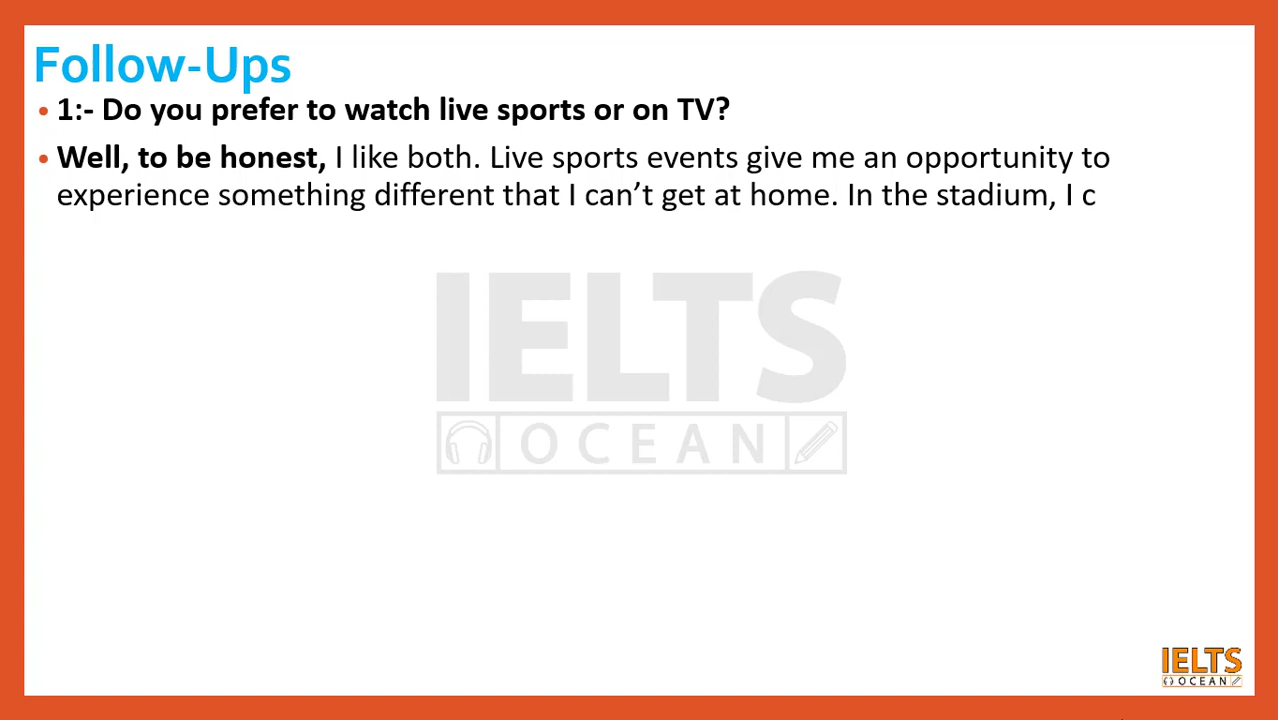 Follow-Ups
• 1:- Do you prefer to watch live sports or on TV?
• Well, to be honest, I like both. Live sports events give me an opportunity to
experience something different that I can’t get at home. In the stadium, I c
IELTS
OCEAN
IELTS
OCEAN